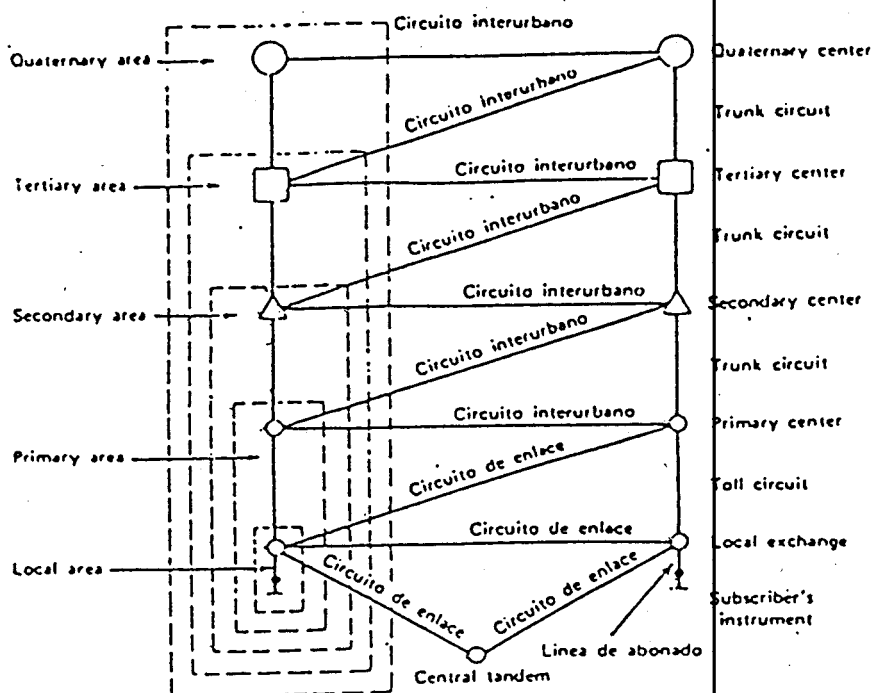 Circuito interurbano
Quaternary area
Quaternary center
Circuito interurbano
Trunk circuit
Circuito interurbano
Tertiary area
Tertiary center
Circuito interurbano
Trunk circuit
Circuito interurbano
Secondary area
Secondary center
Circuito interurbano
Trunk circuit
Circuito interurbano
Primary center
Primary area
Circuito de enlace
Toll circuit
Circuito de enlace
Local exchange
Local area
Circuito de enlace
Circuito de enlace
Subscriber's
instrument
Linea de abonado
Central tandem